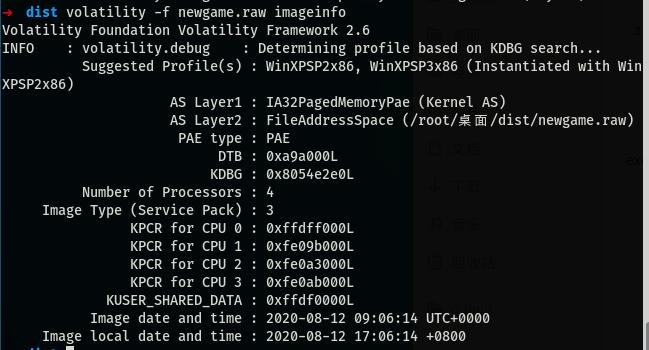 ➜ dist volatility -f newgame.raw imageinfo
Volatility Foundation Volatility Framework 2.6
INFO    : volatility.debug    : Determining profile based on KDBG search...
          Suggested Profile(s) : WinXPSP2x86, WinXPSP3x86 (Instantiated with Win
XPSP2x86)
                     AS Layer1 : IA32PagedMemoryPae (Kernel AS)
                     AS Layer2 : FileAddressSpace (/root/桌面/dist/newgame.raw)
                      PAE type : PAE
                           DTB : 0xa9a000L
                          KDBG : 0x8054e2e0L
          Number of Processors : 4
     Image Type (Service Pack) : 3
                KPCR for CPU 0 : 0xffdff000L
                KPCR for CPU 1 : 0xfe09b000L
                KPCR for CPU 2 : 0xfe0a3000L
                KPCR for CPU 3 : 0xfe0ab000L
             KUSER_SHARED_DATA : 0xffdf0000L
           Image date and time : 2020-08-12 09:06:14 UTC+0000
     Image local date and time : 2020-08-12 17:06:14 +0800